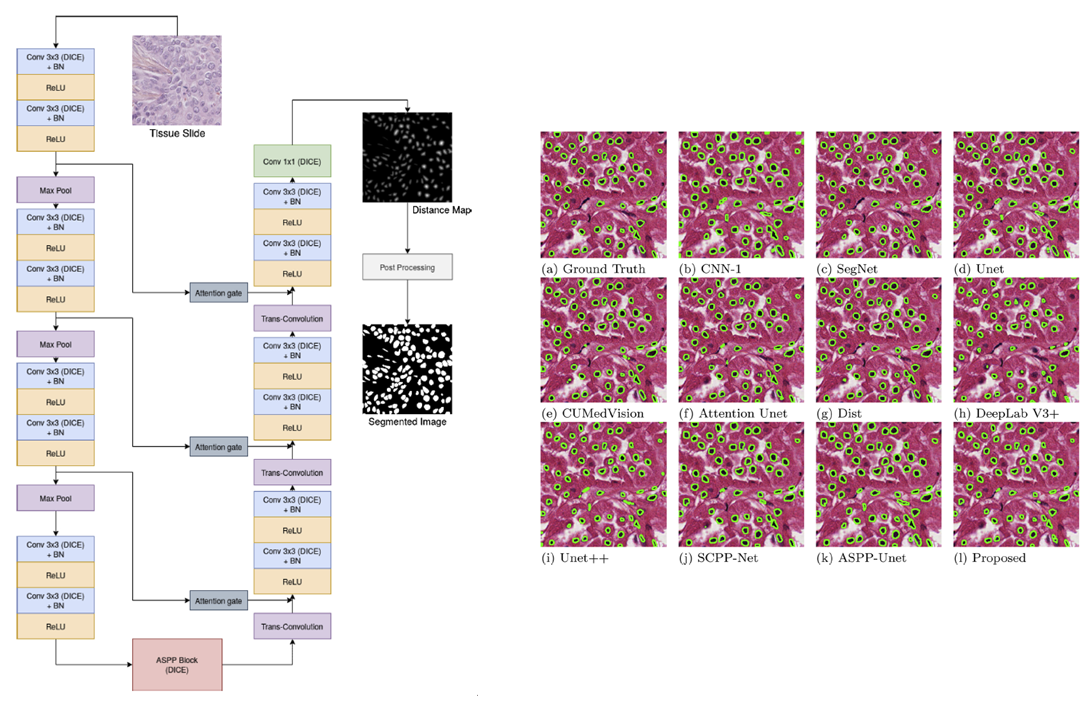 Conv 3x3 (DICE)
+ BN
ReLU
Conv 3x3 (DICE)
+ BN
ReLU
Tissue Slide
Max Pool
Conv 3x3 (DICE)
+ BN
ReLU
Conv 3x3 (DICE)
+ BN
ReLU
Max Pool
Conv 3x3 (DICE)
+ BN
ReLU
Conv 3x3 (DICE)
+ BN
ReLU
Max Pool
Conv 3x3 (DICE)
+ BN
ReLU
Conv 3x3 (DICE)
+ BN
ReLU
ASPP Block
(DICE)
Attention gate
Attention gate
Attention gate
Conv 1x1 (DICE)
Conv 3x3 (DICE)
+ BN
ReLU
Conv 3x3 (DICE)
+ BN
ReLU
Trans-Convolution
Conv 3x3 (DICE)
+ BN
ReLU
Conv 3x3 (DICE)
+ BN
ReLU
Trans-Convolution
Conv 3x3 (DICE)
+ BN
ReLU
Conv 3x3 (DICE)
+ BN
ReLU
Trans-Convolution
Distance Map
Post Processing
Segmented Image
(a) Ground Truth
(b) CNN-1
(c) SegNet
(d) Unet
(e) CUMedVision
(f) Attention Unet
(g) Dist
(h) DeepLab V3+
(i) Unet++
(j) SCPP-Net
(k) ASPP-Unet
(l) Proposed